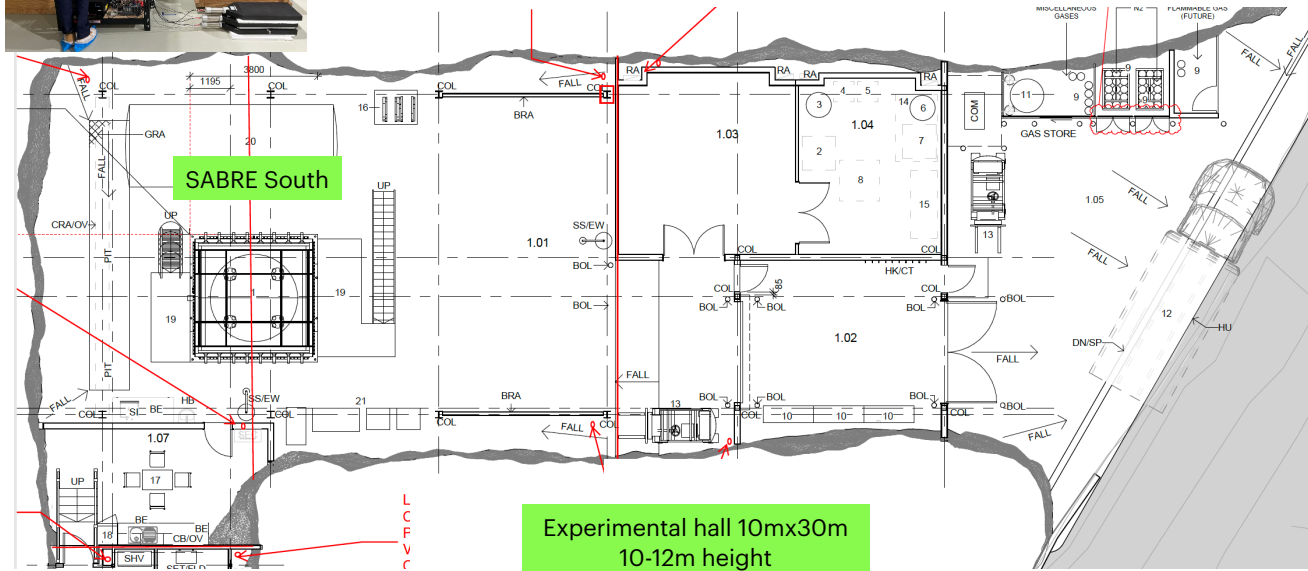 MISCELLANEOUS
GASES
N2
FLAMMABLE GAS
(FUTURE)
FALL
FALL
3800
1195
COL
COL
COL
FALL
RA
RA
RA
RA
FALL
16
BRA
GRA
20
FALL
SABRE South
1.03
3
4
5
14
6
1.04
2
7
8
15
COM
11
9
9
9
9
9
GAS STORE
FALL
1.05
CRA/OV
UP
UP
PIT
SS/EW
1.01
BOL
BOL
COL
COL
HK/CT
13
FALL
FALL
19
1
19
COL
85
BOL
BOL
COL
BOL
BOL
1.02
FALL
12
HU
DN/SP
PIT
FALL
FALL
COL
SI
BE
HB
SS/EW
COL
21
BRA
COL
FALL
COL
13
BOL
BOL
COL
10
10
10
BOL
COL
BOL
FALL
1.07
UP
17
BE
BE
18
CB/OV
SHV
SET/FLD
L
C
F
V
C
Experimental hall 10mx30m
10-12m height